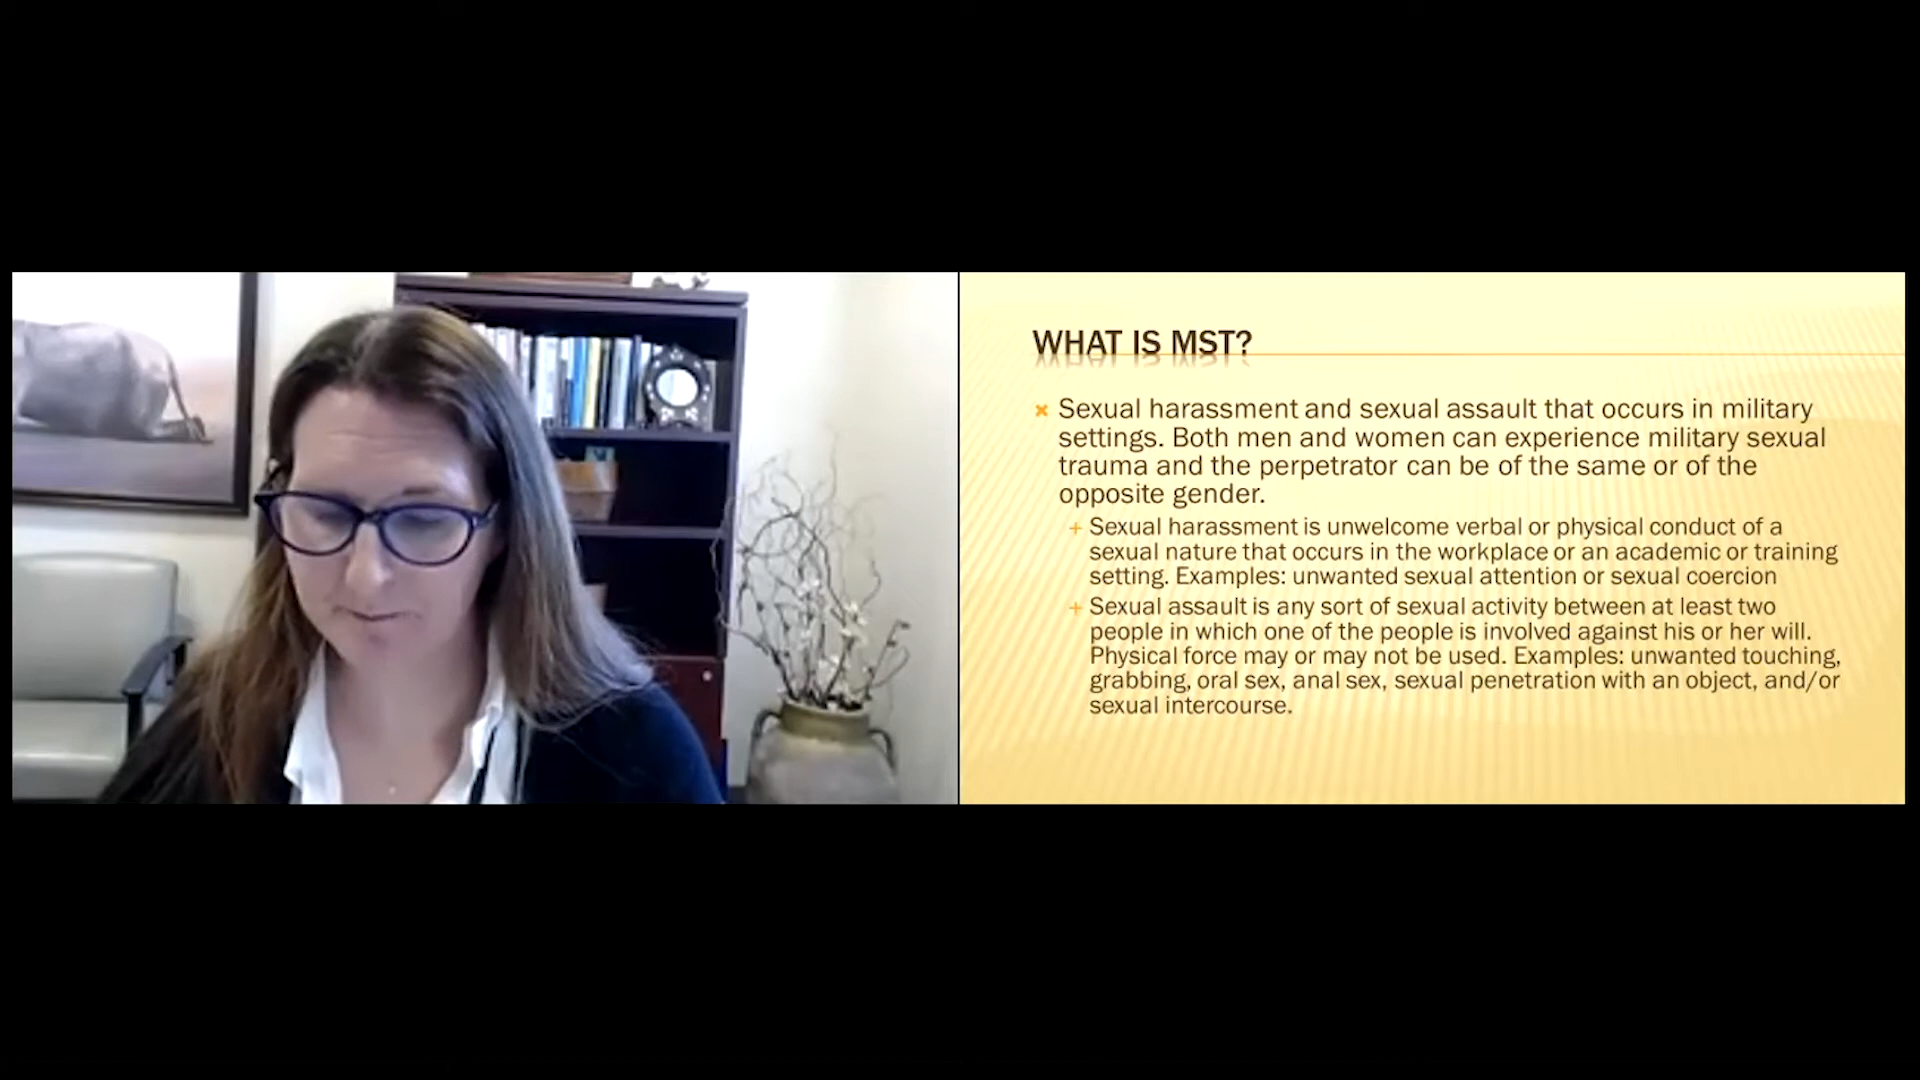 WHAT IS MST?
Sexual harassment and sexual assault that occurs in military
settings. Both men and women can experience military sexual
trauma and the perpetrator can be of the same or of the
opposite gender.
Sexual harassment is unwelcome verbal or physical conduct of a
sexual nature that occurs in the workplace or an academic or training
setting. Examples: unwanted sexual attention or sexual coercion
Sexual assault is any sort of sexual activity between at least two
people in which one of the people is involved against his or her will.
Physical force may or may not be used. Examples: unwanted touching,
grabbing, oral sex, anal sex, sexual penetration with an object, and/or
sexual intercourse.